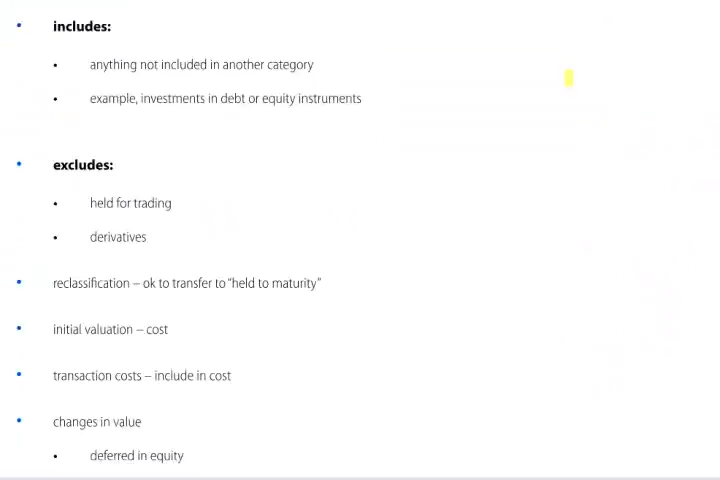 includes:
anything not included in another category
example, investments in debt or equity instruments
excludes:
held for trading
derivatives
reclassification – ok to transfer to “held to maturity”
initial valuation – cost
transaction costs – include in cost
changes in value
deferred in equity